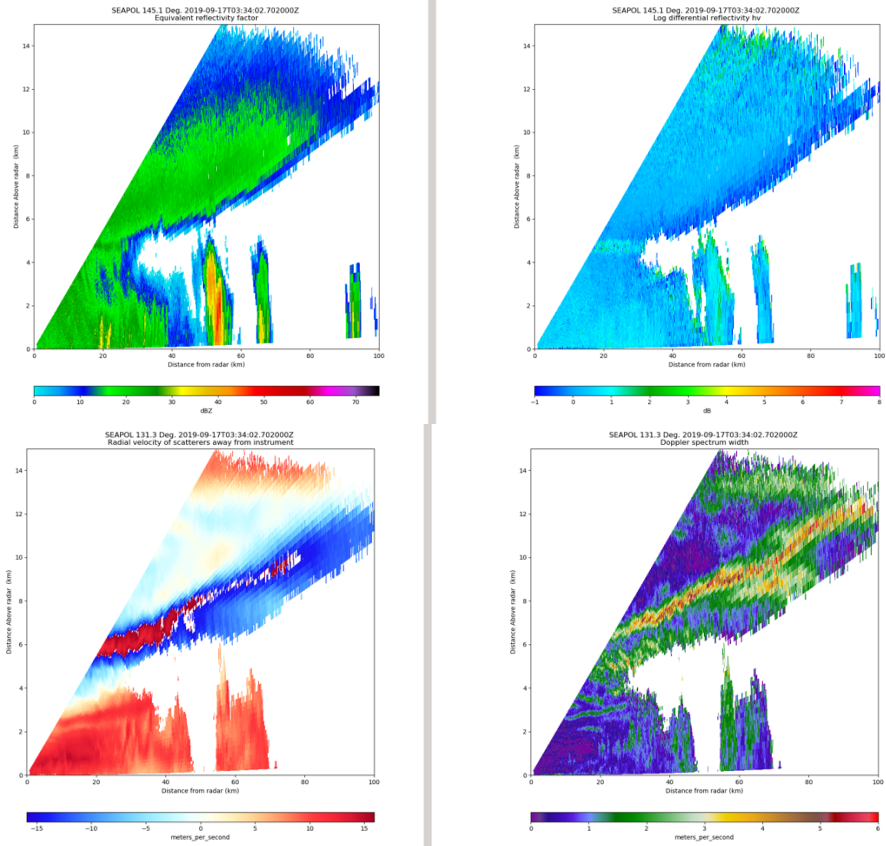 SEAPOL 145.1 Deg. 2019-09-17T03:34:02.702000Z
Equivalent reflectivity factor
Distance Above radar (km)
14
12
10
8
6
4
2
0
0 20 40 60 80 100
Distance from radar (km)
0 10 20 30 40 50 60 70
dBZ
SEAPOL 145.1 Deg. 2019-09-17T03:34:02.702000Z
Log differential reflectivity hv
Distance Above radar (km)
14
12
10
8
6
4
2
0
0 20 40 60 80 100
Distance from radar (km)
−1 0 1 2 3 4 5 6 7 8
dB
SEAPOL 131.3 Deg. 2019-09-17T03:34:02.702000Z
Radial velocity of scatterers away from instrument
Distance Above radar (km)
14
12
10
8
6
4
2
0
0 20 40 60 80 100
Distance from radar (km)
−15 −10 −5 0 5 10 15
meters_per_second
SEAPOL 131.3 Deg. 2019-09-17T03:34:02.702000Z
Doppler spectrum width
Distance Above radar (km)
14
12
10
8
6
4
2
0
0 20 40 60 80 100
Distance from radar (km)
0 1 2 3 4 5 6
meters_per_second